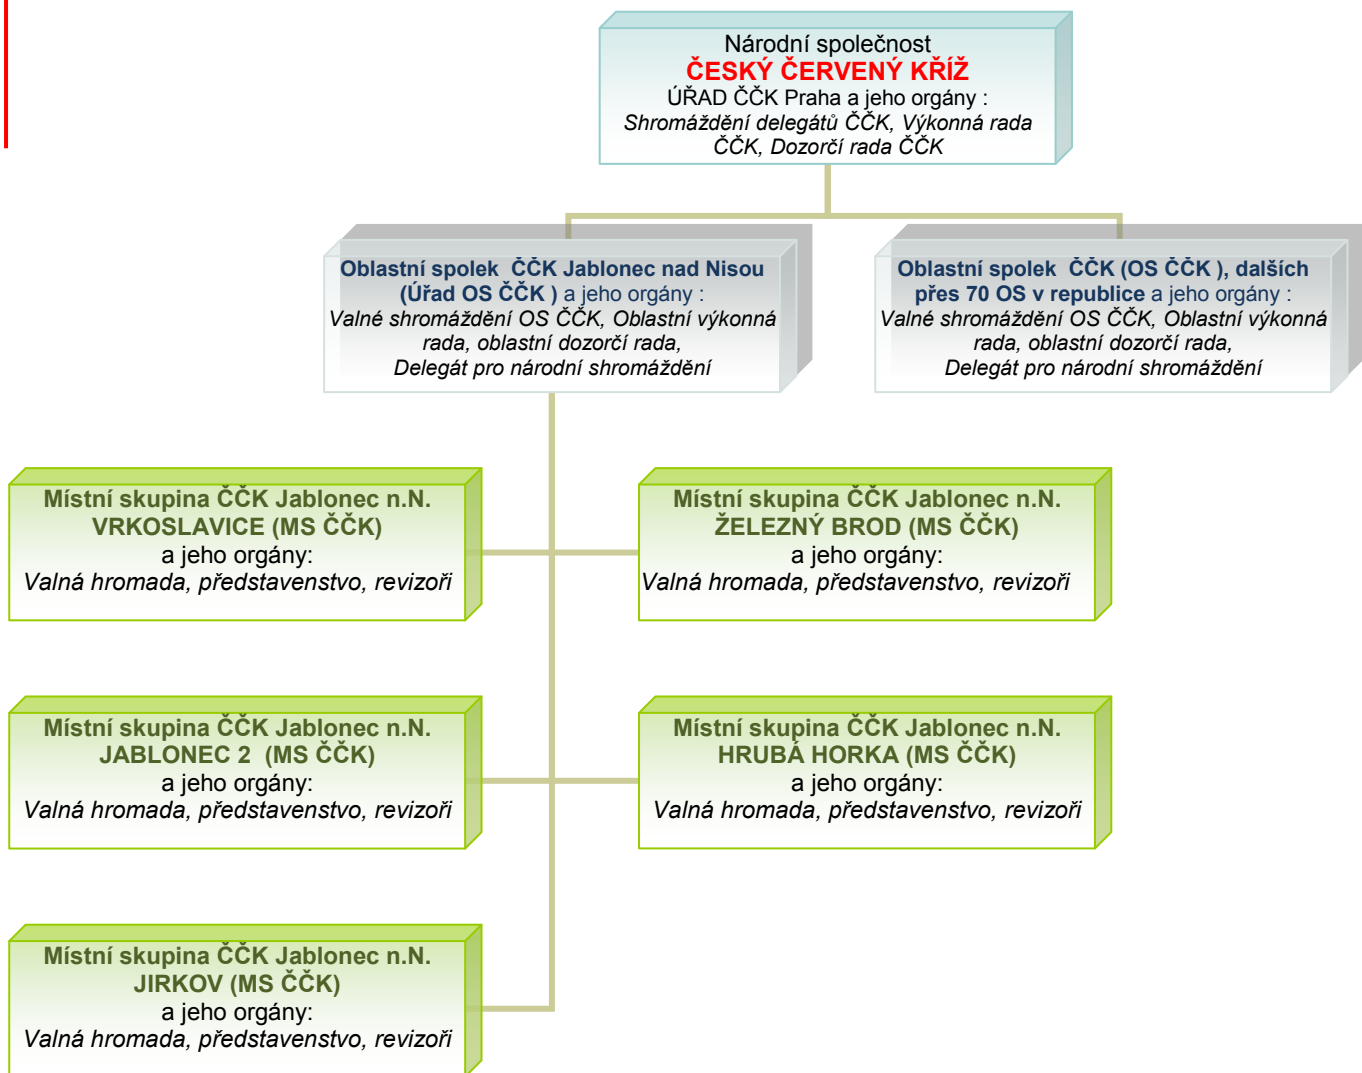 Národní společnost
ČESKÝ ČERVENÝ KŘÍŽ
ÚŘAD ČČK Praha a jeho orgány :
Shromáždění delegátů ČČK, Výkonná rada
ČČK, Dozorčí rada ČČK
Oblastní spolek  ČČK Jablonec nad Nisou
(Úřad OS ČČK ) a jeho orgány :
Valné shromáždění OS ČČK, Oblastní výkonná
rada, oblastní dozorčí rada,
Delegát pro národní shromáždění
Oblastní spolek  ČČK (OS ČČK ), dalších
přes 70 OS v republice a jeho orgány :
Valné shromáždění OS ČČK, Oblastní výkonná
rada, oblastní dozorčí rada,
Delegát pro národní shromáždění
Místní skupina ČČK Jablonec n.N.
VRKOSLAVICE (MS ČČK)
a jeho orgány:
Valná hromada, představenstvo, revizoři
Místní skupina ČČK Jablonec n.N.
ŽELEZNÝ BROD (MS ČČK)
a jeho orgány:
Valná hromada, představenstvo, revizoři
Místní skupina ČČK Jablonec n.N.
JABLONEC 2  (MS ČČK)
a jeho orgány:
Valná hromada, představenstvo, revizoři
Místní skupina ČČK Jablonec n.N.
HRUBÁ HORKA (MS ČČK)
a jeho orgány:
Valná hromada, představenstvo, revizoři
Místní skupina ČČK Jablonec n.N.
JIRKOV (MS ČČK)
a jeho orgány:
Valná hromada, představenstvo, revizoři